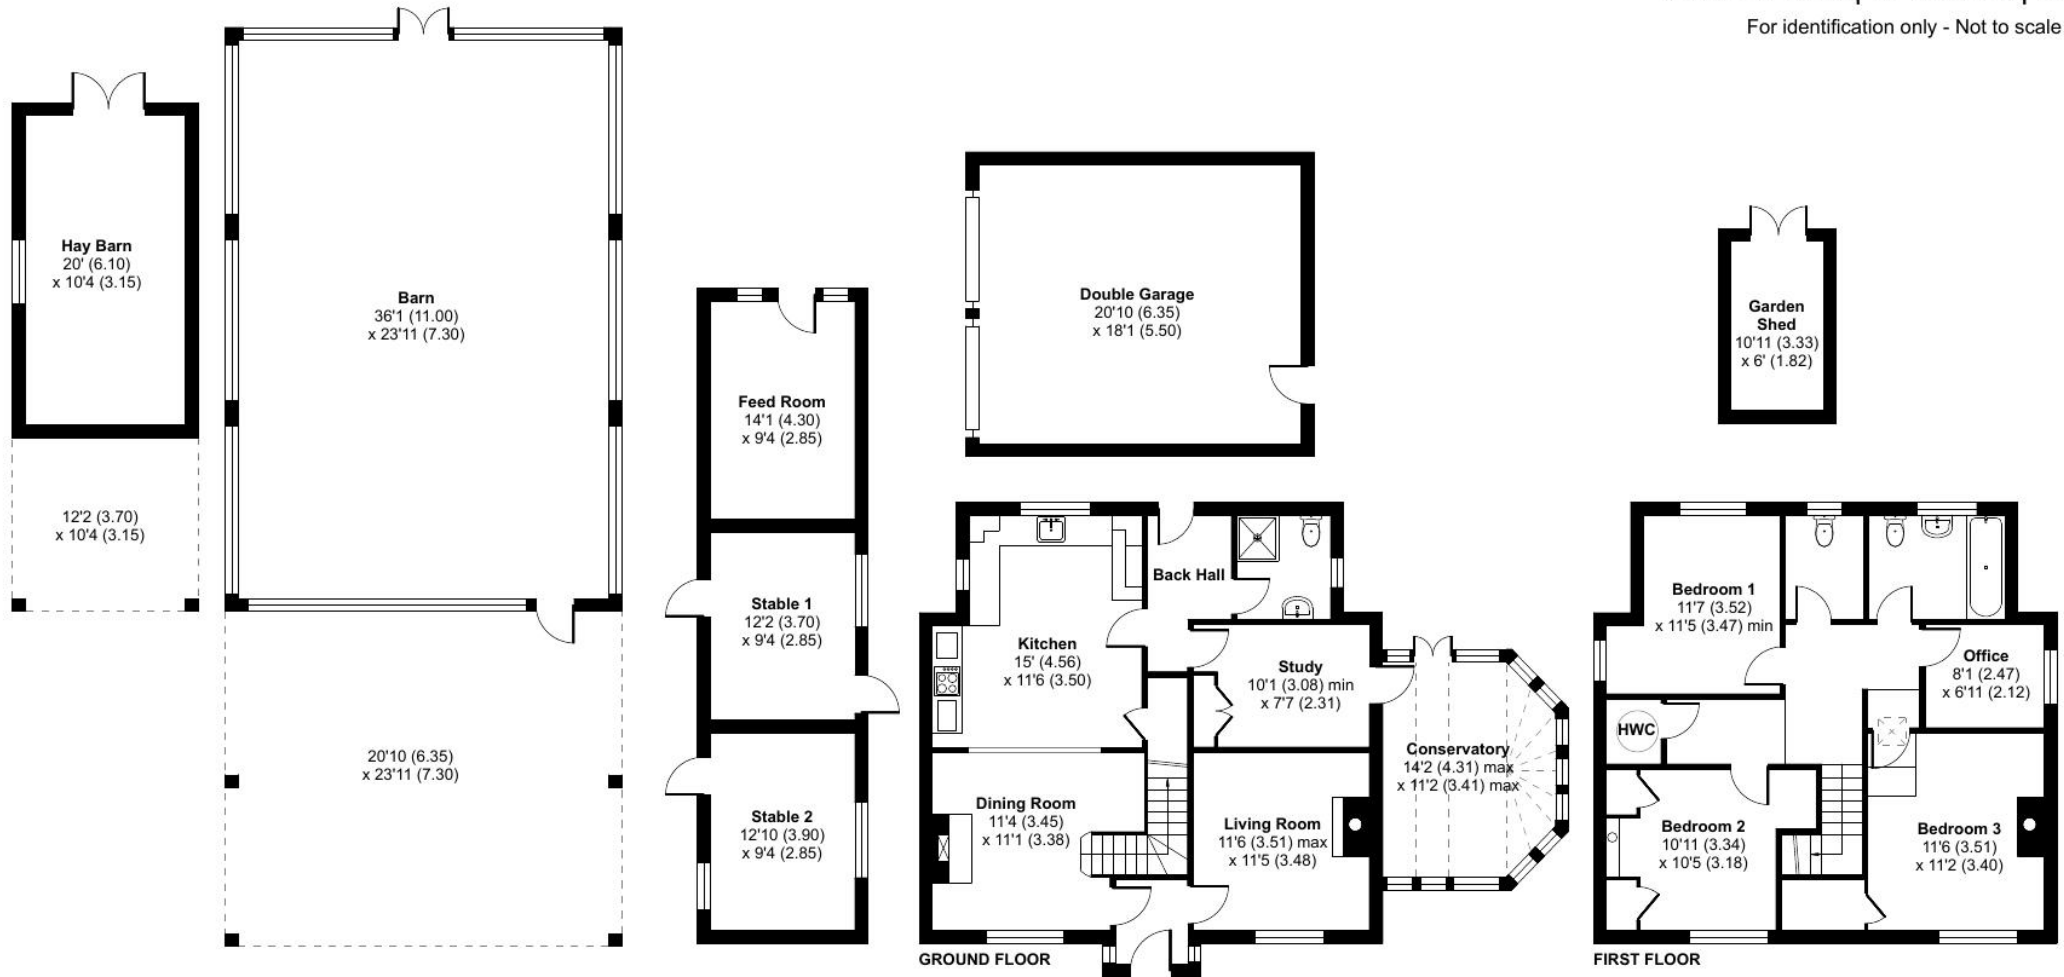 For identification only - Not to scale
Hay Barn
20' (6.10)
x 10'4 (3.15)
12'2 (3.70)
x 10'4 (3.15)
Barn
36'1 (11.00)
x 23'11 (7.30)
20'10 (6.35)
x 23'11 (7.30)
Feed Room
14'1 (4.30)
x 9'4 (2.85)
Stable 1
12'2 (3.70)
x 9'4 (2.85)
Stable 2
12'10 (3.90)
x 9'4 (2.85)
Double Garage
20'10 (6.35)
x 18'1 (5.50)
Garden
Shed
10'11 (3.33)
x 6' (1.82)
Back Hall
Kitchen
15' (4.56)
x 11'6 (3.50)
Study
10'1 (3.08) min
x 7'7 (2.31)
Conservatory
14'2 (4.31) max
x 11'2 (3.41) max
Dining Room
11'4 (3.45)
x 11'1 (3.38)
Living Room
11'6 (3.51) max
x 11'5 (3.48)
GROUND FLOOR
Bedroom 1
11'7 (3.52)
x 11'5 (3.47) min
Office
8'1 (2.47)
x 6'11 (2.12)
HWC
Bedroom 2
10'11 (3.34)
x 10'5 (3.18)
Bedroom 3
11'6 (3.51)
x 11'2 (3.40)
FIRST FLOOR